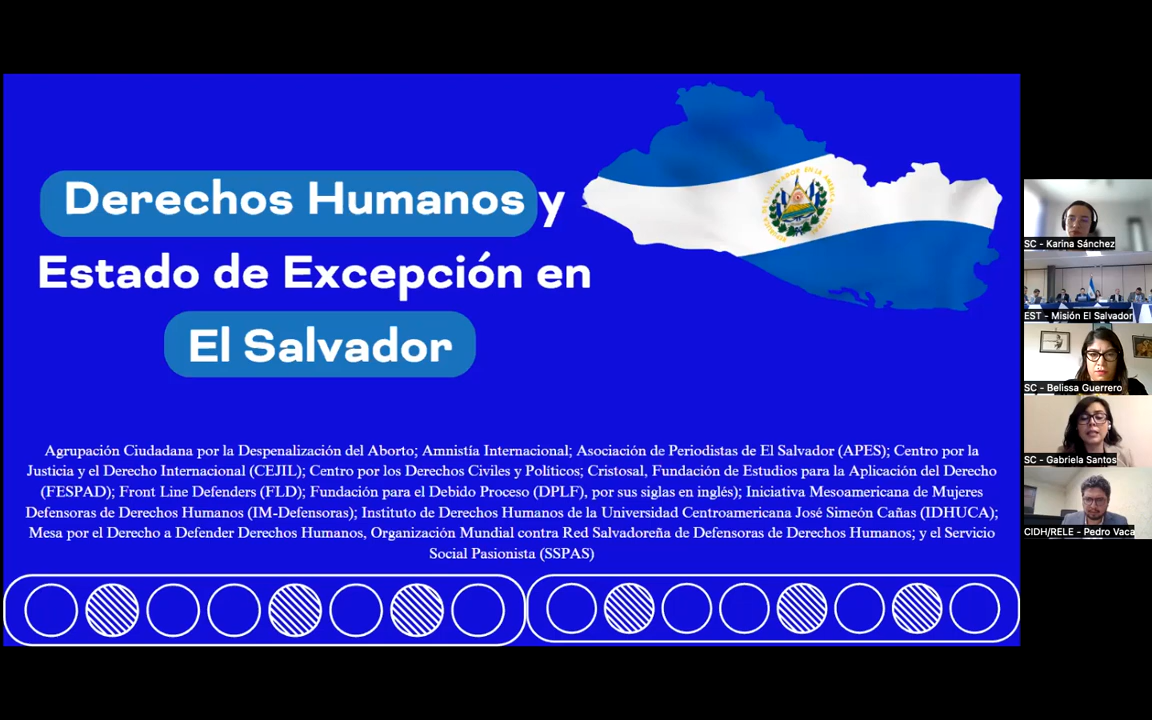 Derechos Humanos y
Estado de Excepción en
El Salvador
Agrupación Ciudadana por la Despenalización del Aborto; Amnistía Internacional; Asociación de Periodistas de El Salvador (APES); Centro por la
Justicia y el Derecho Internacional (CEJIL); Centro por los Derechos Civiles y Políticos; Cristosal, Fundación de Estudios para la Aplicación del Derecho
(FESPAD); Front Line Defenders (FLD); Fundación para el Debido Proceso (DPLF), por sus siglas en inglés); Iniciativa Mesoamericana de Mujeres
Defensoras de Derechos Humanos (IM-Defensoras); Instituto de Derechos Humanos de la Universidad Centroamericana José Simeón Cañas (IDHUCA);
Mesa por el Derecho a Defender Derechos Humanos, Organización Mundial contra Red Salvadoreña de Defensoras de Derechos Humanos; y el Servicio
Social Pasionista (SSPAS)
SC - Karina Sánchez
EST - Misión El Salvador
SC - Belissa Guerrero
SC - Gabriela Santos
CIDH/RELE - Pedro Vaca